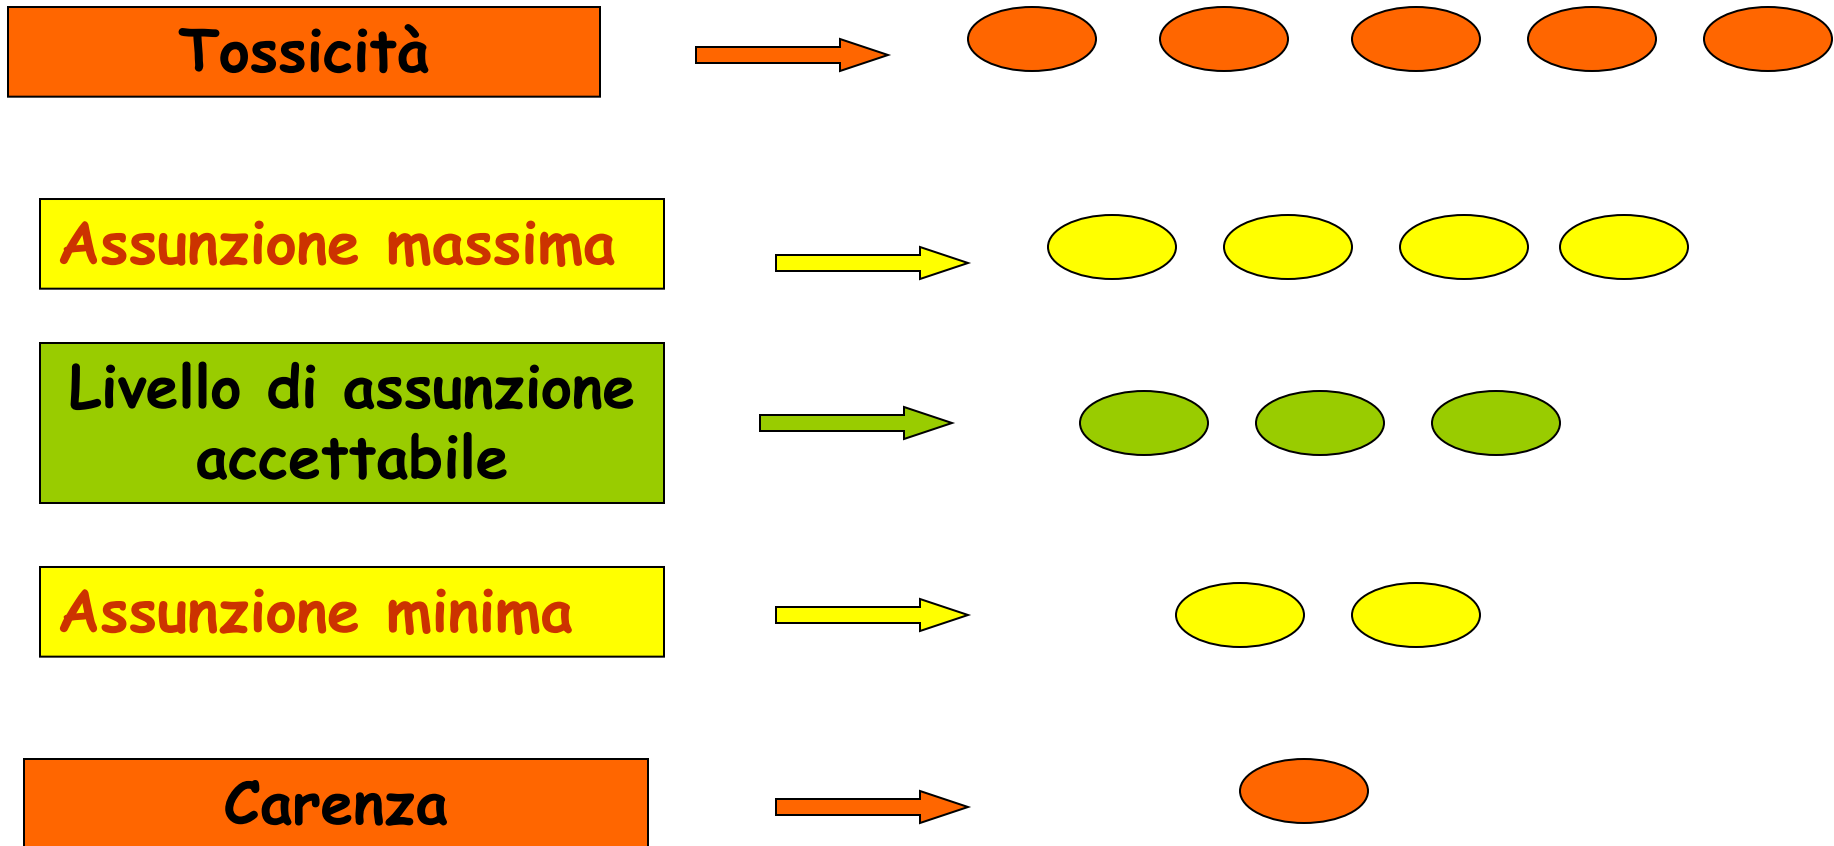 Tossicità
Assunzione massima
Livello di assunzione
accettabile
Assunzione minima
Carenza